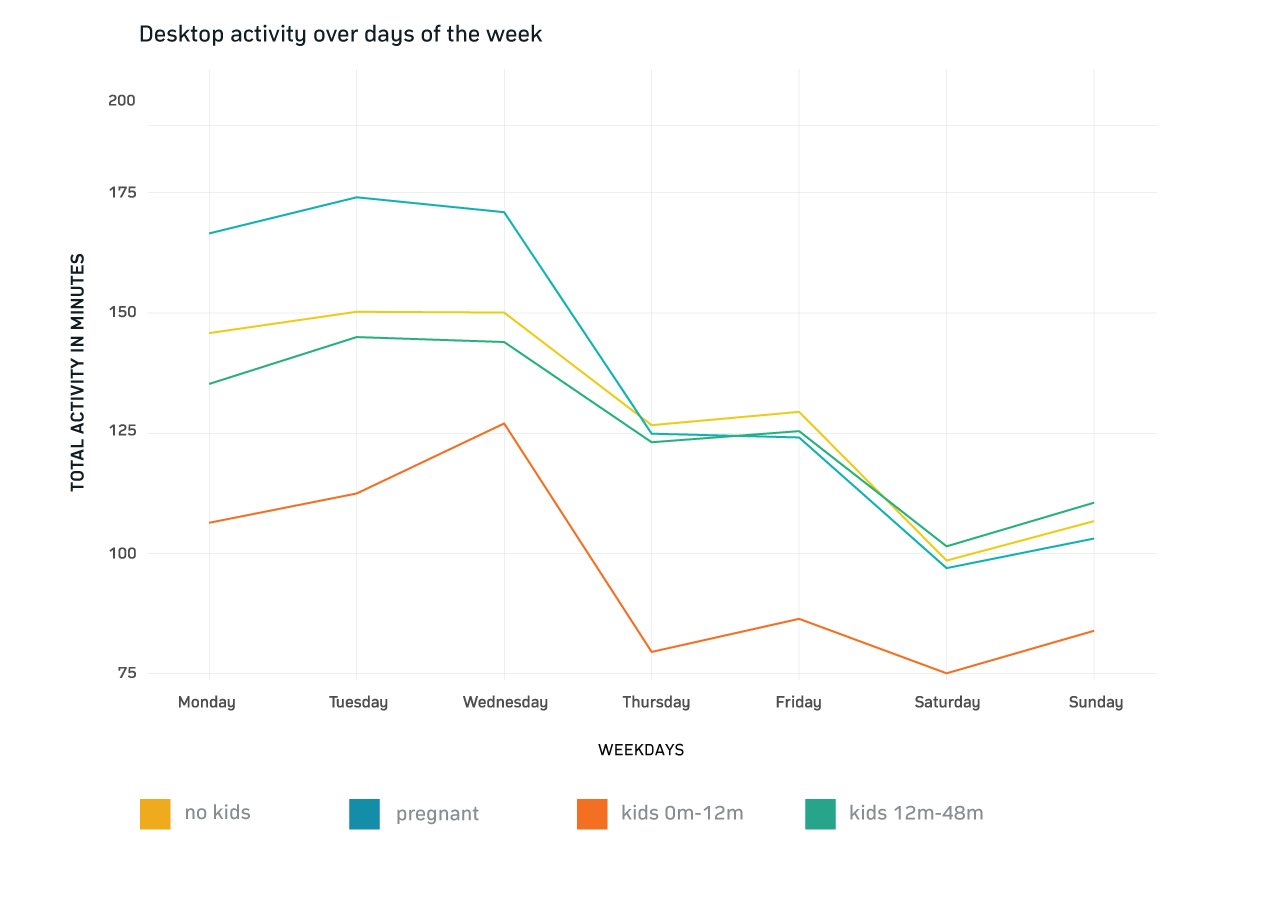 Desktop activity over days of the week
TOTAL ACTIVITY IN MINUTES
200
175
150
125
100
75
Monday Tuesday Wednesday Thursday Friday Saturday Sunday
WEEKDAYS
no kids pregnant kids 0m-12m kids 12m-48m